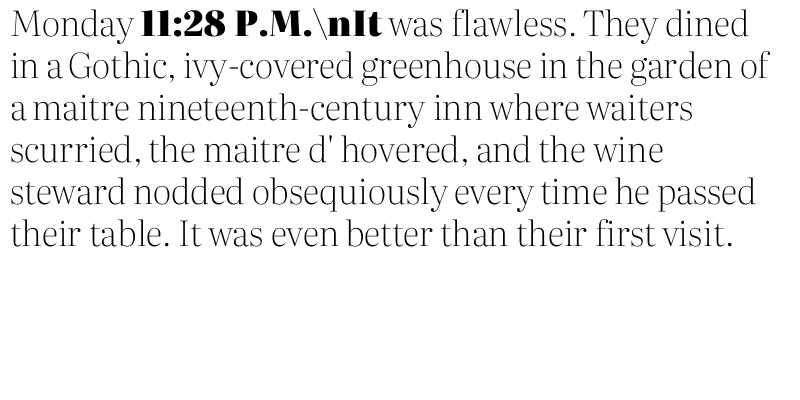 Monday 11:28 P.M.\nIt was flawless. They dined
in a Gothic, ivy-covered greenhouse in the garden of
a maitre nineteenth-century inn where waiters
scurried, the maitre d' hovered, and the wine
steward nodded obsequiously every time he passed
their table. It was even better than their first visit.